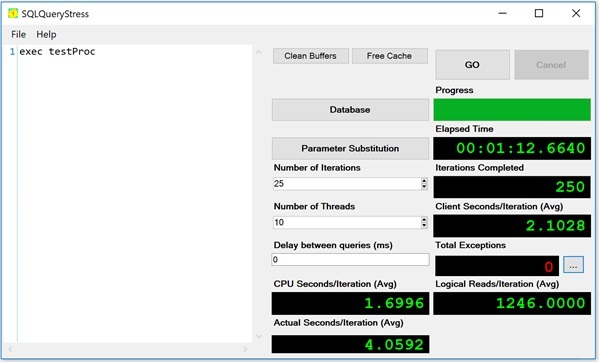 SQLQueryStress
File Help
1 exec testProc
Clean Buffers Free Cache
GO Cancel
Progress
Database
Elapsed Time
00:01:12.6640
Parameter Substitution
Number of Iterations Iterations Completed
25 250
Number of Threads Client Seconds/Iteration (Avg)
10 2.1028
Delay between queries (ms) Total Exceptions
0 0 ...
CPU Seconds/Iteration (Avg) Logical Reads/Iteration (Avg)
1.6996 1246.0000
Actual Seconds/Iteration (Avg)
4.0592